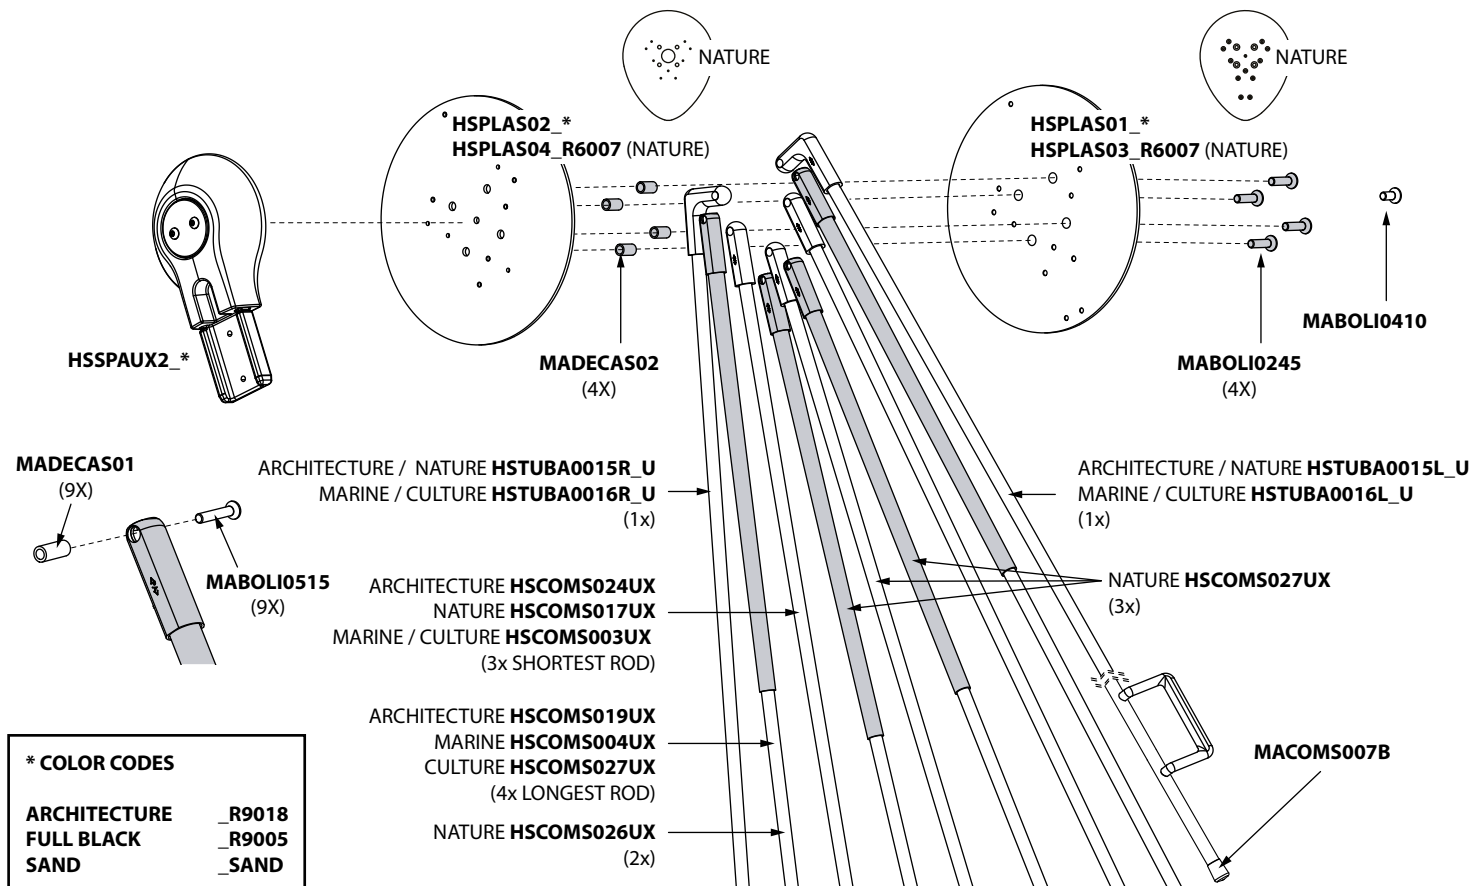 NATURE
NATURE
HSPLAS02_*
HSPLAS04_R6007 (NATURE)
HSPLAS01_*
HSPLAS03_R6007 (NATURE)
MABOLI0410
HSSPAUX2_*
MADECAS02
(4X)
MABOLI0245
(4X)
MADECAS01
(9X)
MABOLI0515
(9X)
ARCHITECTURE / NATURE HSTUBA0015R_U
MARINE / CULTURE HSTUBA0016R_U
(1x)
ARCHITECTURE / NATURE HSTUBA0015L_U
MARINE / CULTURE HSTUBA0016L_U
(1x)
ARCHITECTURE HSCOMS024UX
NATURE HSCOMS017UX
MARINE / CULTURE HSCOMS003UX
(3x SHORTEST ROD)
NATURE HSCOMS027UX
(3x)
ARCHITECTURE HSCOMS019UX
MARINE HSCOMS004UX
CULTURE HSCOMS027UX
(4x LONGEST ROD)
NATURE HSCOMS026UX
(2x)
MACOMS007B
* COLOR CODES
ARCHITECTURE _R9018
FULL BLACK _R9005
SAND _SAND